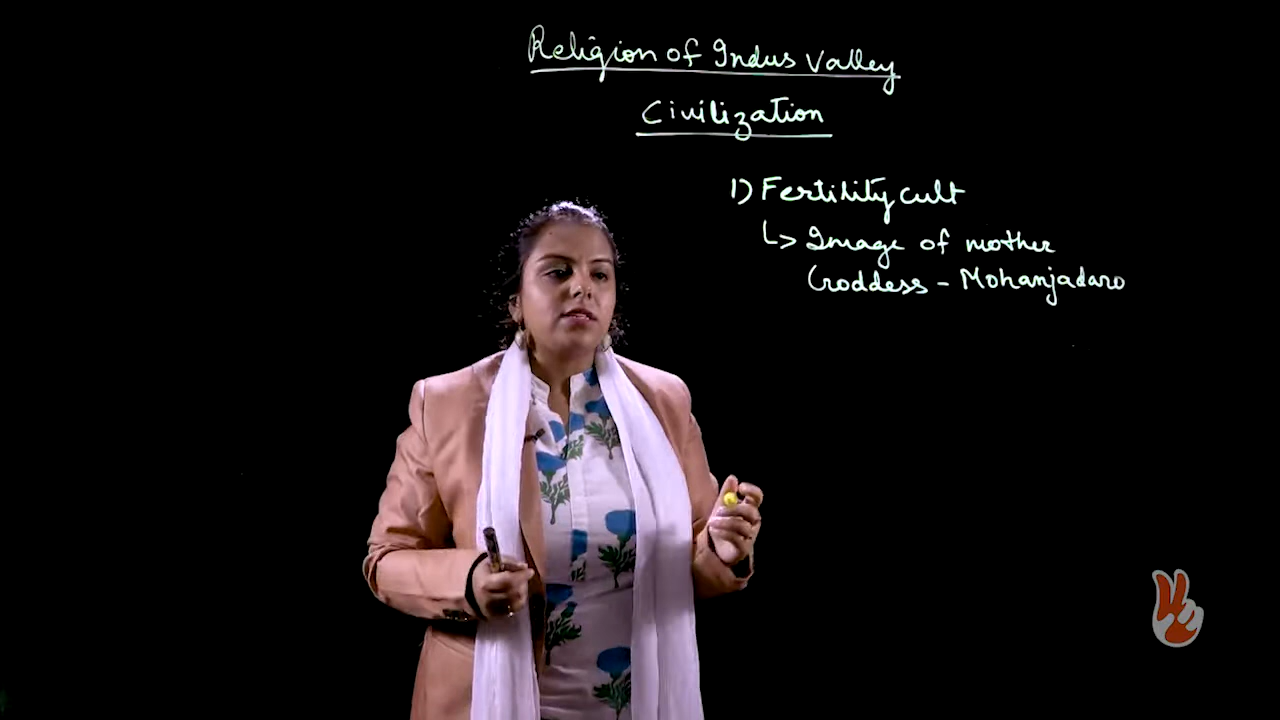 Religion of Indus Valley
Civilization
1) Fertility cult
↳ Image of mother
Goddess - Mohanjadaro